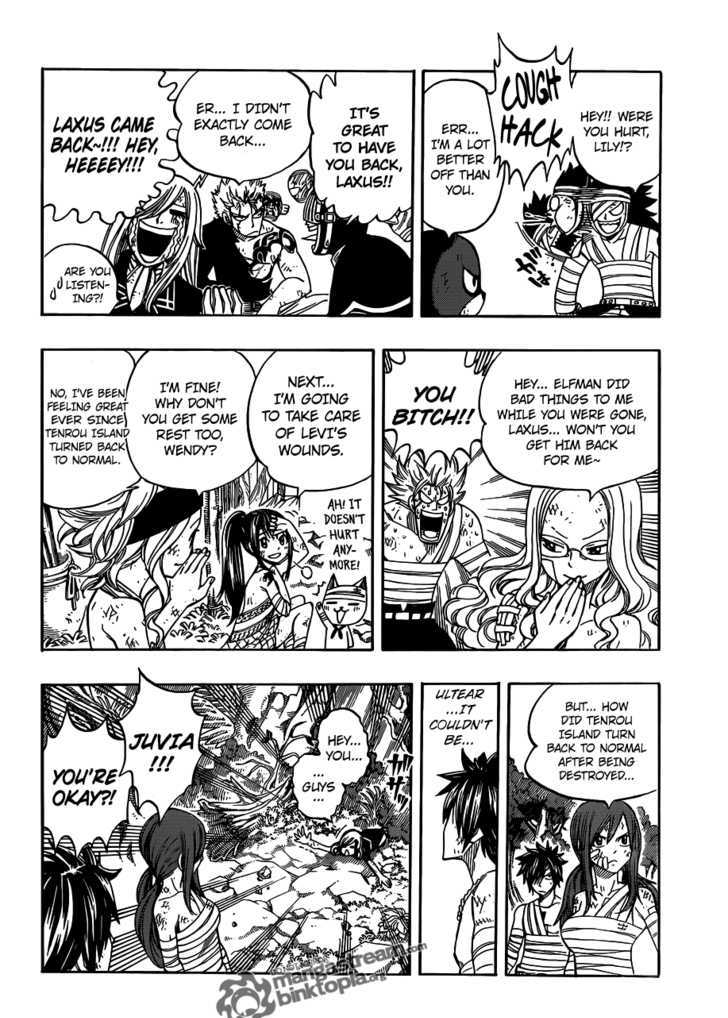 COUGH
HACK
HEY!! WERE
YOU HURT,
LILY!?
ERR...
I'M A LOT
BETTER
OFF THAN
YOU.
IT'S
GREAT
TO HAVE
YOU BACK,
LAXUS!!
ER... I DIDN'T
EXACTLY COME
BACK...
LAXUS CAME
BACK~!!! HEY,
HEEEEY!!!
ARE YOU
LISTEN-
ING?!
HEY... ELFMAN DID
BAD THINGS TO ME
WHILE YOU WERE GONE,
LAXUS... WON'T YOU
GET HIM BACK
FOR ME~
YOU
BITCH!!
NEXT...
I'M GOING
TO TAKE
CARE OF
LEVI'S
WOUNDS.
I'M FINE!
WHY DON'T
YOU GET SOME
REST TOO,
WENDY?
NO, I'VE BEEN
FEELING GREAT
EVER SINCE
TENROU ISLAND
TURNED BACK
TO NORMAL.
AH! IT
DOESN'T
HURT
ANY-
MORE!
BUT... HOW
DID TENROU
ISLAND TURN
BACK TO NORMAL
AFTER BEING
DESTROYED...
ULTEAR
...IT
COULDN'T
BE...
HEY...
YOU...
...
GUYS
...
JUVIA
!!!
YOU'RE
OKAY?!
mangastream.com
binktopia.org